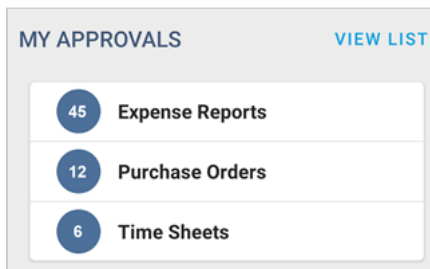 MY APPROVALS VIEW LIST
45 Expense Reports
12 Purchase Orders
6 Time Sheets